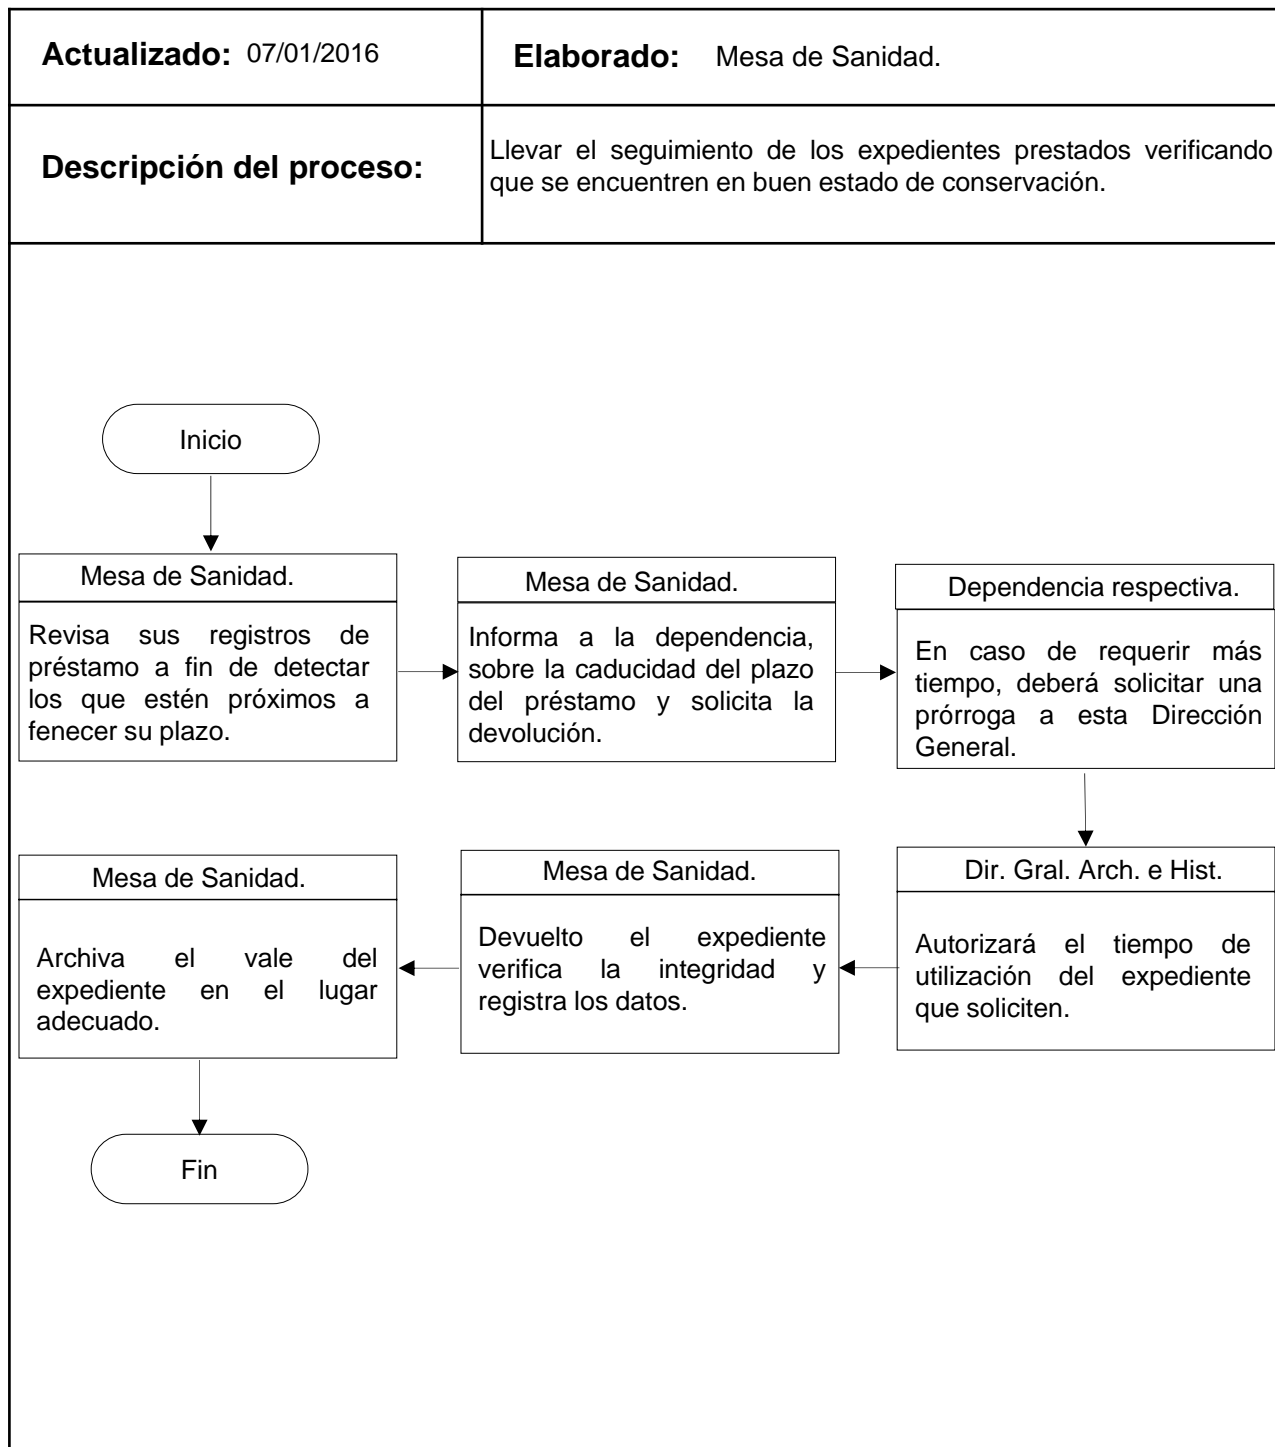 Actualizado: 07/01/2016
Elaborado: Mesa de Sanidad.
Descripción del proceso:
Llevar el seguimiento de los expedientes prestados verificando
que se encuentren en buen estado de conservación.
Inicio
Mesa de Sanidad.
Revisa sus registros de
préstamo a fin de detectar
los que estén próximos a
fenecer su plazo.
Mesa de Sanidad.
Informa a la dependencia,
sobre la caducidad del plazo
del préstamo y solicita la
devolución.
Dependencia respectiva.
En caso de requerir más
tiempo, deberá solicitar una
prórroga a esta Dirección
General.
Dir. Gral. Arch. e Hist.
Autorizará el tiempo de
utilización del expediente
que soliciten.
Mesa de Sanidad.
Devuelto el expediente
verifica la integridad y
registra los datos.
Mesa de Sanidad.
Archiva el vale del
expediente en el lugar
adecuado.
Fin